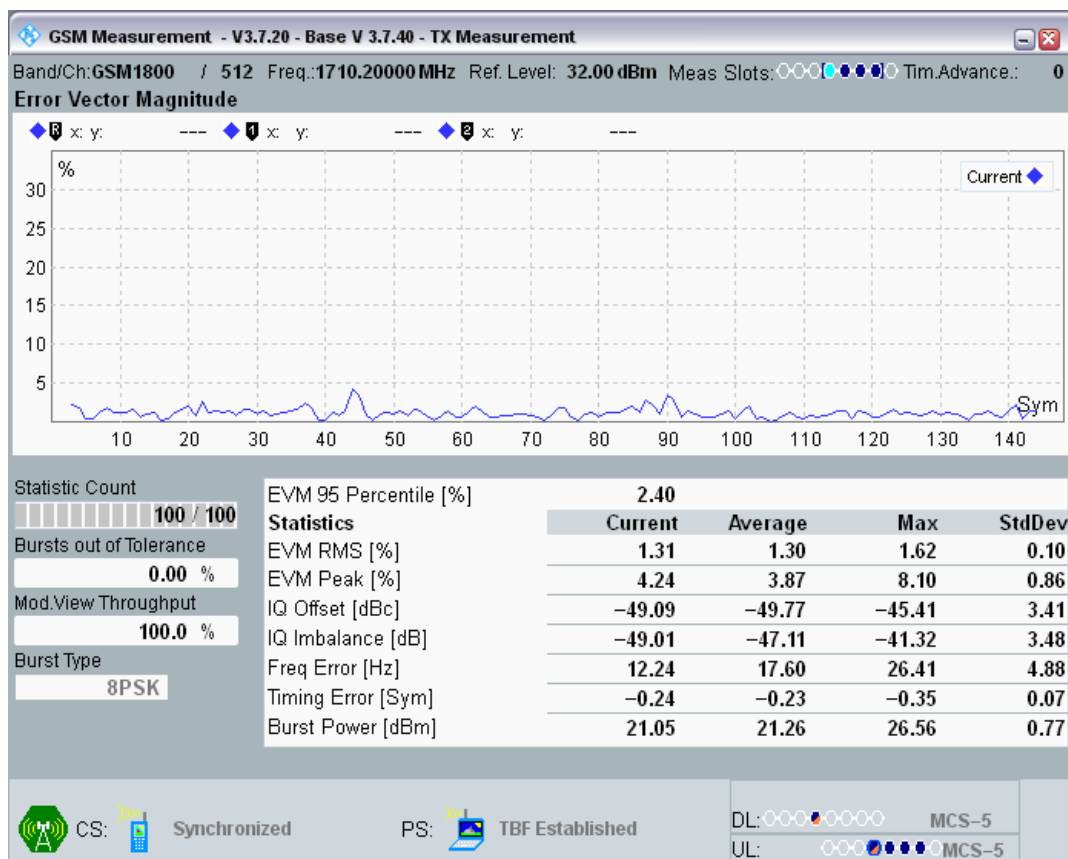 GSM Measurement - V3.7.20 - Base V 3.7.40 - TX Measurement
Band/Ch:GSM1800 / 512 Freq.:1710.20000 MHz Ref. Level: 32.00 dBm Meas Slots: Tim.Advance.: 0
Error Vector Magnitude
R x: y: --- 1 x: y: --- 2 x: y: ---
%
Current
30
25
20
15
10
5
Sym
10 20 30 40 50 60 70 80 90 100 110 120 130 140
Statistic Count
100 / 100
Bursts out of Tolerance
0.00 %
Mod.View Throughput
100.0 %
Burst Type
8PSK
EVM 95 Percentile [%] 2.40
Statistics Current Average Max StdDev
EVM RMS [%] 1.31 1.30 1.62 0.10
EVM Peak [%] 4.24 3.87 8.10 0.86
IQ Offset [dBc] −49.09 −49.77 −45.41 3.41
IQ Imbalance [dB] −49.01 −47.11 −41.32 3.48
Freq Error [Hz] 12.24 17.60 26.41 4.88
Timing Error [Sym] −0.24 −0.23 −0.35 0.07
Burst Power [dBm] 21.05 21.26 26.56 0.77
CS: Synchronized PS: TBF Established
DL: MCS−5
UL: MCS−5